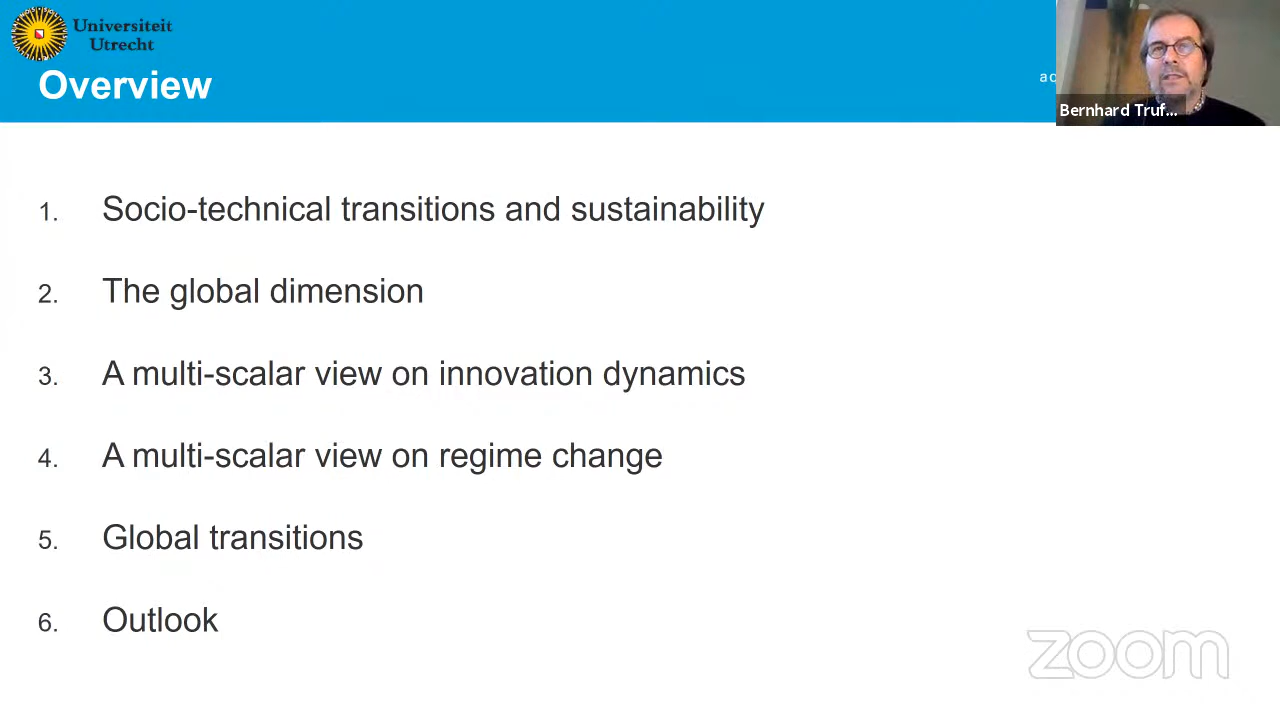 Universiteit
Utrecht
Overview
Bernhard Truf...
1. Socio-technical transitions and sustainability
2. The global dimension
3. A multi-scalar view on innovation dynamics
4. A multi-scalar view on regime change
5. Global transitions
6. Outlook
zoom